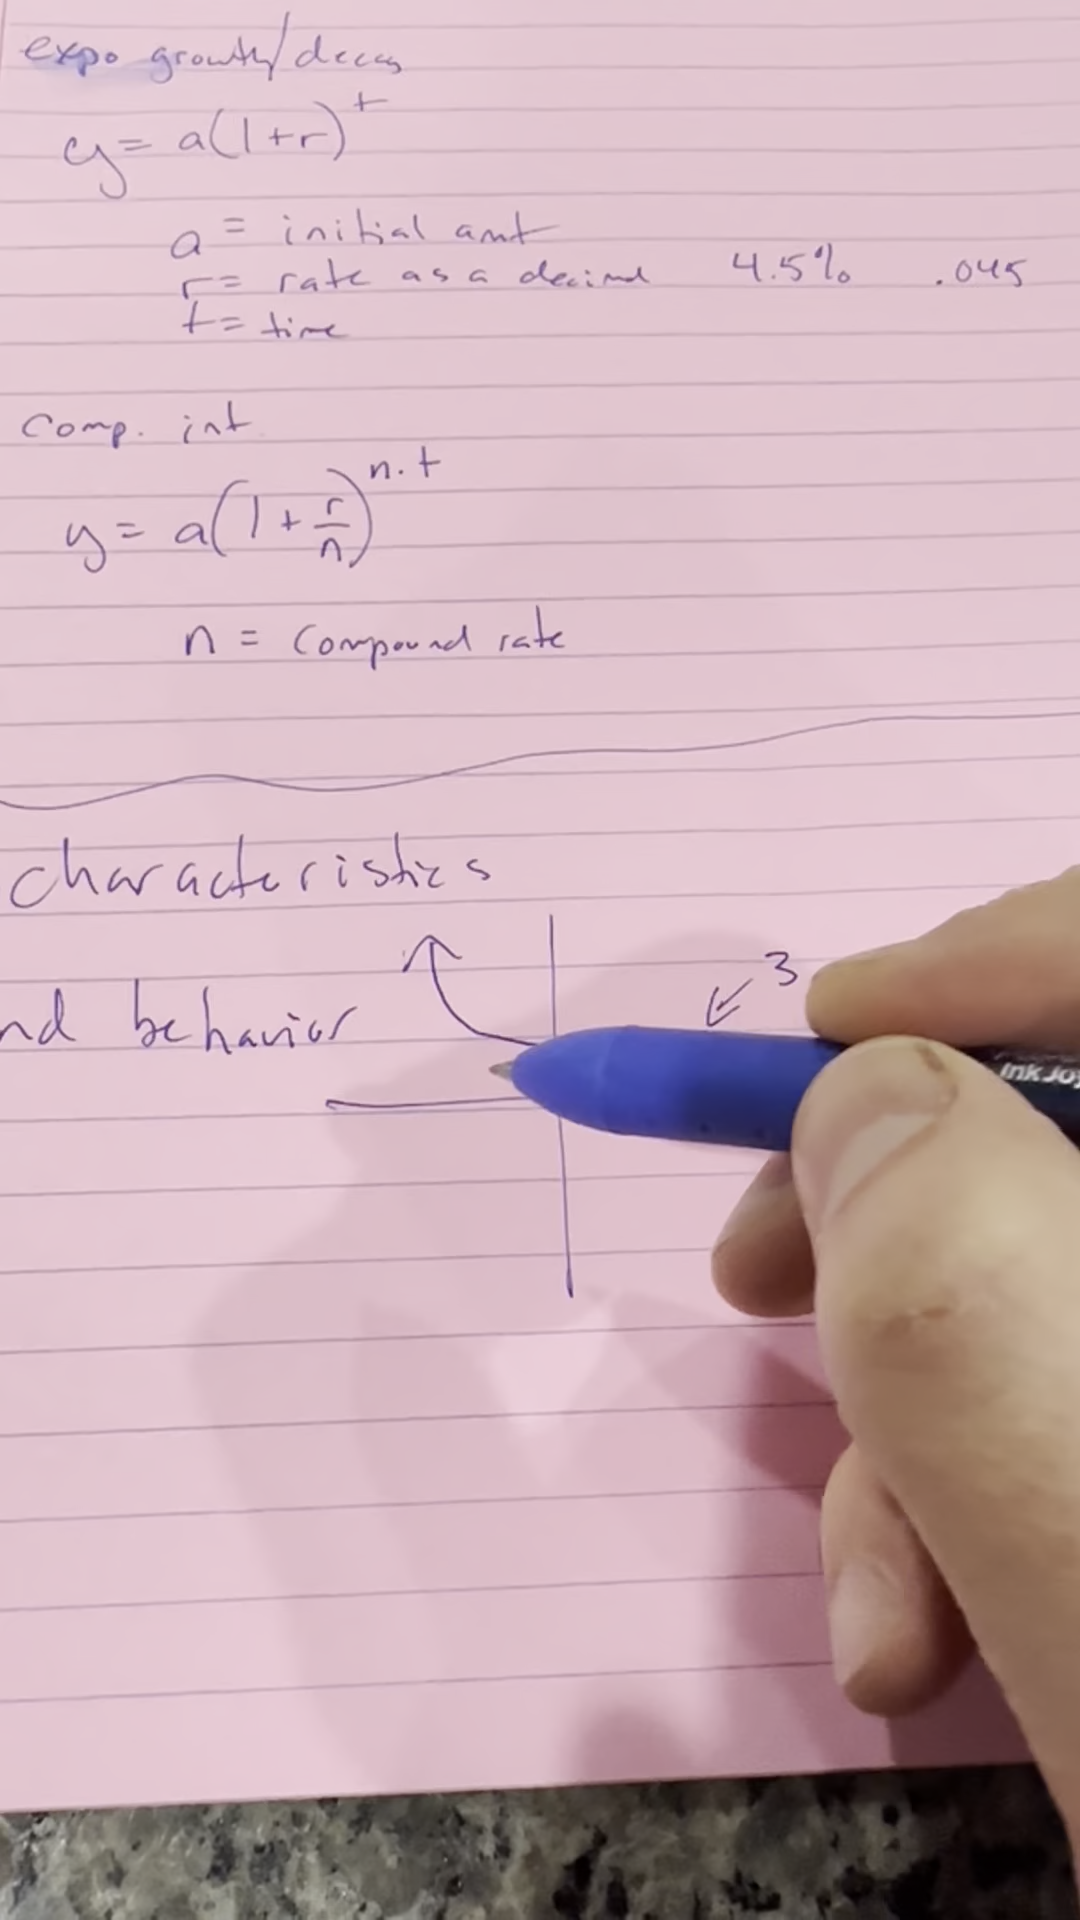 expo growth/decay
y = a(1+r)^t
a = initial amt
r = rate as a decimal 4.5% .045
t = time
Comp. int
y = a(1 + r/n)^n·t
n = compound rate
characteristics
nd behavior
3
InkJoy